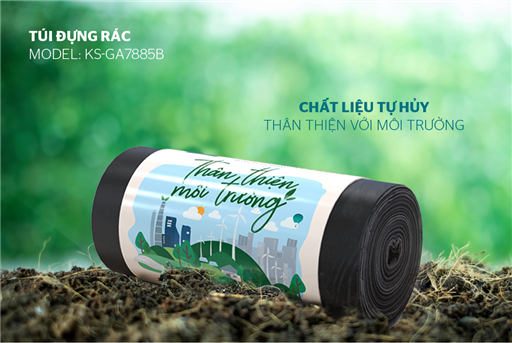 TÚI ĐỰNG RÁC
MODEL: KS-GA7885B
CHẤT LIỆU TỰ HỦY
THÂN THIỆN VỚI MÔI TRƯỜNG
Thân thiện
môi trường